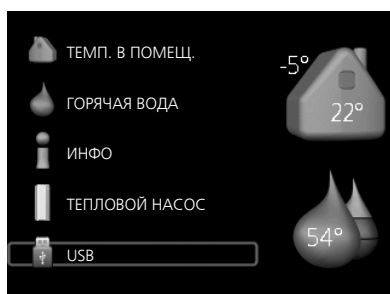 ТЕМП. В ПОМЕЩ.
-5°
22°
ГОРЯЧАЯ ВОДА
ИНФО
ТЕПЛОВОЙ НАСОС
54°
USB